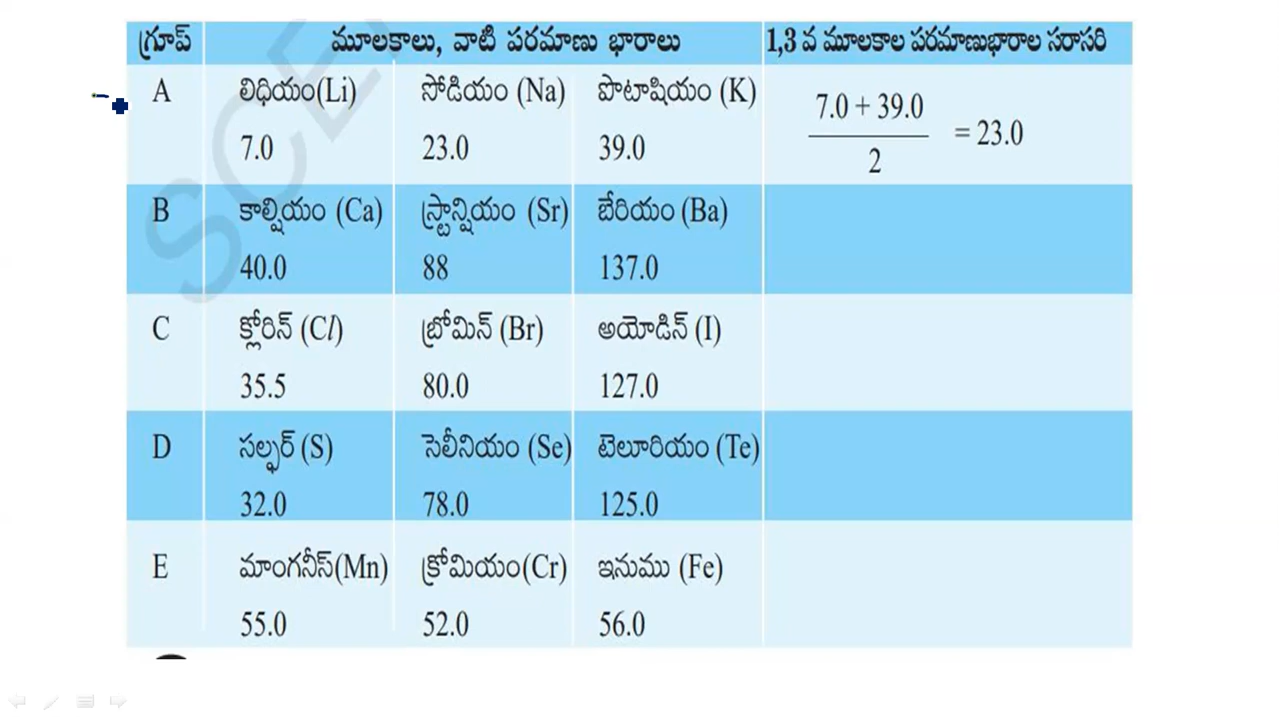 గ్రూప్ మూలకాలు, వాటి పరమాణు భారాలు 1,3 వ మూలకాల పరమాణుభారాల సరాసరి
A లిథియం(Li) సోడియం (Na) పొటాషియం (K) 7.0 + 39.0
7.0 23.0 39.0 2 = 23.0
B కాల్షియం (Ca) స్ట్రాన్షియం (Sr) బేరియం (Ba)
40.0 88 137.0
C క్లోరిన్ (Cl) బ్రోమిన్ (Br) అయోడిన్ (I)
35.5 80.0 127.0
D సల్ఫర్ (S) సెలీనియం (Se) టెలూరియం (Te)
32.0 78.0 125.0
E మాంగనీస్(Mn) క్రోమియం(Cr) ఇనుము (Fe)
55.0 52.0 56.0